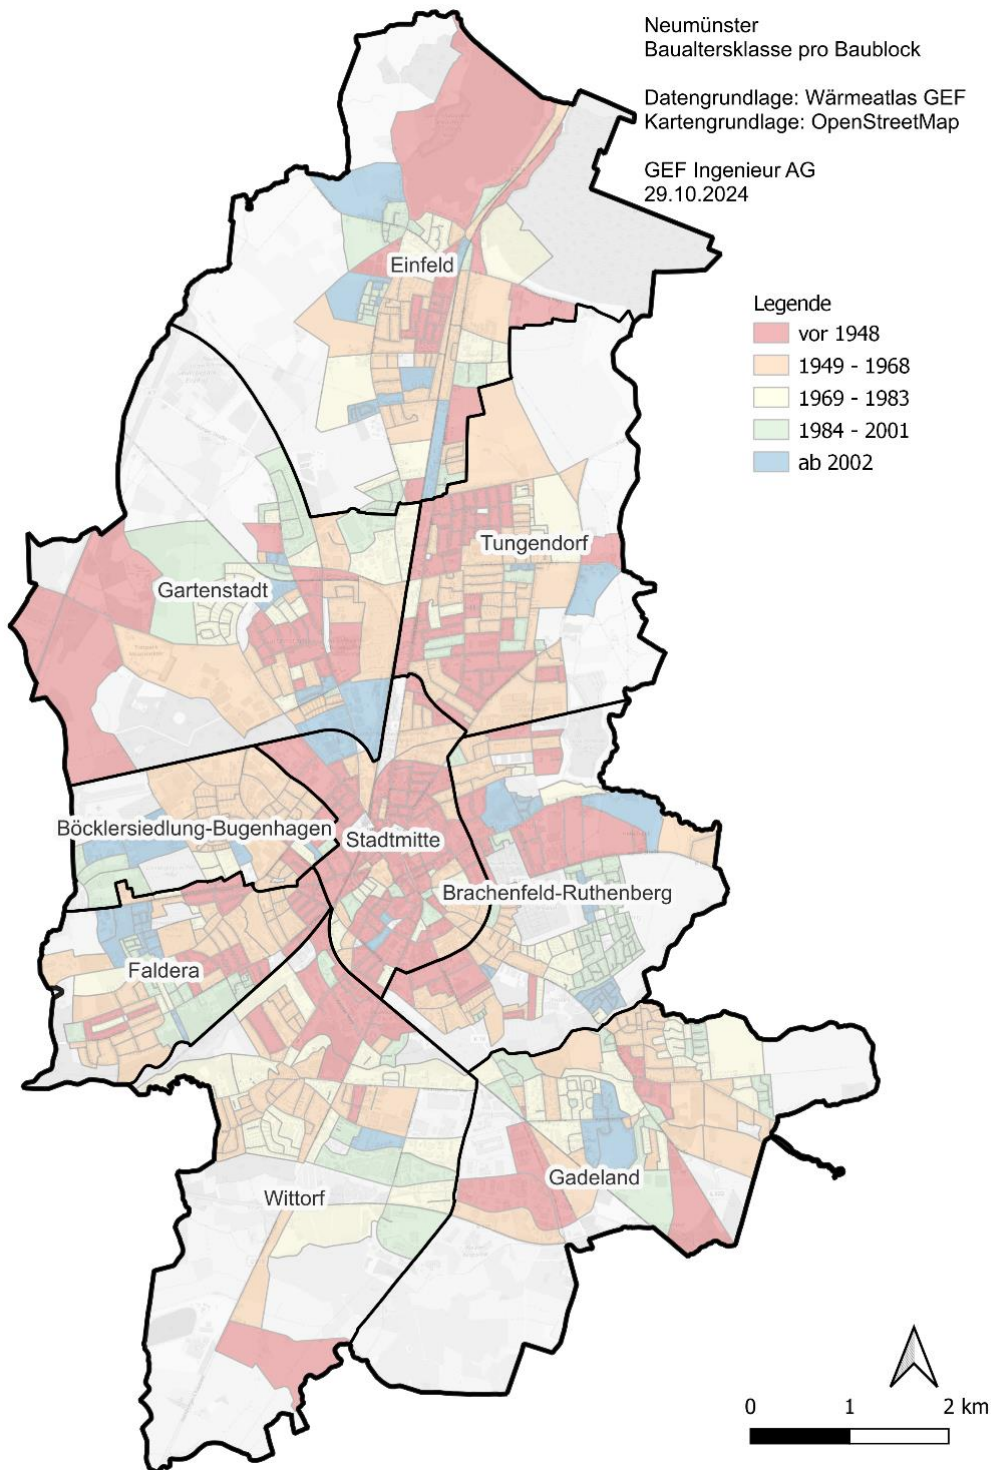 Neumünster
Baualtersklasse pro Baublock
Datengrundlage: Wärmeatlas GEF
Kartengrundlage: OpenStreetMap
GEF Ingenieur AG
29.10.2024
Einfeld
Legende
vor 1948
1949 - 1968
1969 - 1983
1984 - 2001
ab 2002
Tungendorf
Gartenstadt
Böcklersiedlung-Bugenhagen
Stadtmitte
Brachenfeld-Ruthenberg
Faldera
Gadeland
Wittorf
0 1 2 km